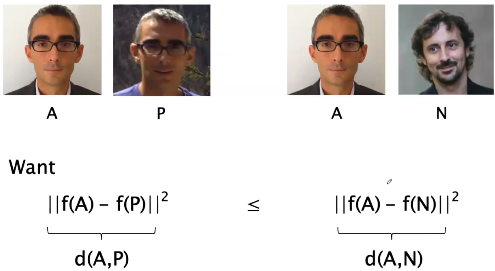 A P A N
Want
||f(A) – f(P)||² ≤ ||f(A) – f(N)||²
d(A,P) d(A,N)